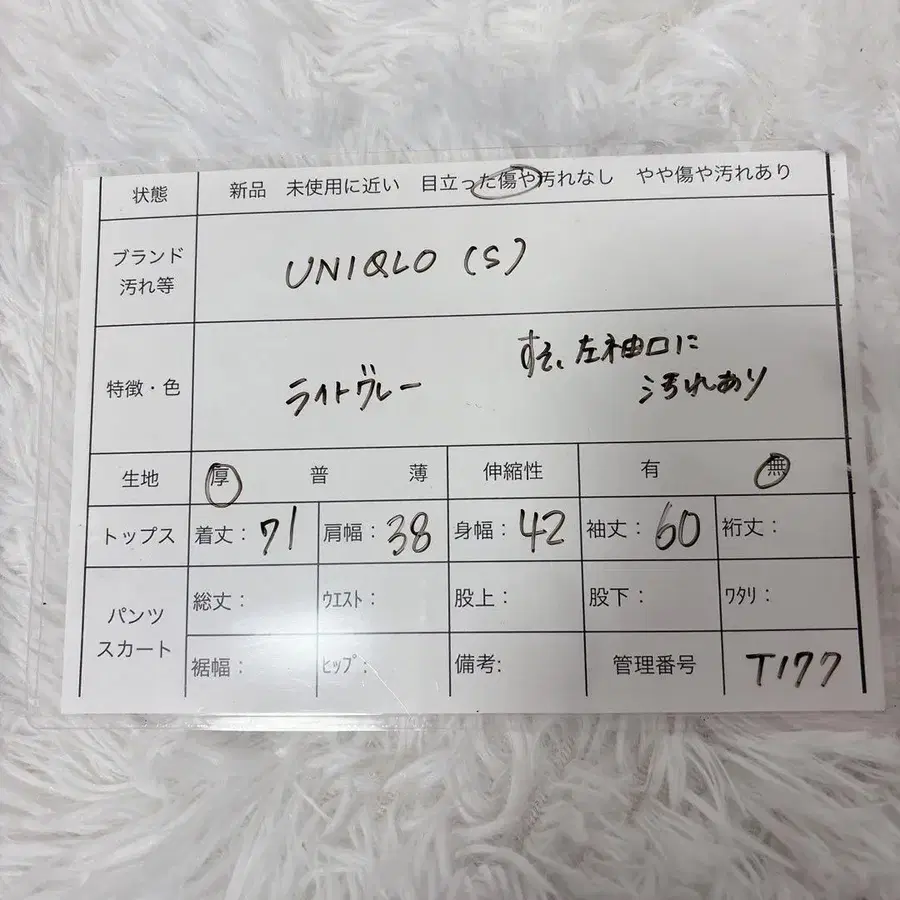 状態 新品 未使用に近い 目立った傷や汚れなし やや傷や汚れあり
ブランド
汚れ等
UNIQLO (S)
特徴・色
ライトグレー
すそ、左袖口に
汚れあり
生地 厚 普 薄 伸縮性 有 無
トップス 着丈：71 肩幅：38 身幅：42 袖丈：60 裄丈：
パンツ
スカート
総丈： ｳｴｽﾄ： 股上： 股下： ﾜﾀﾘ：
裾幅： ﾋｯﾌﾟ： 備考: 管理番号 T177